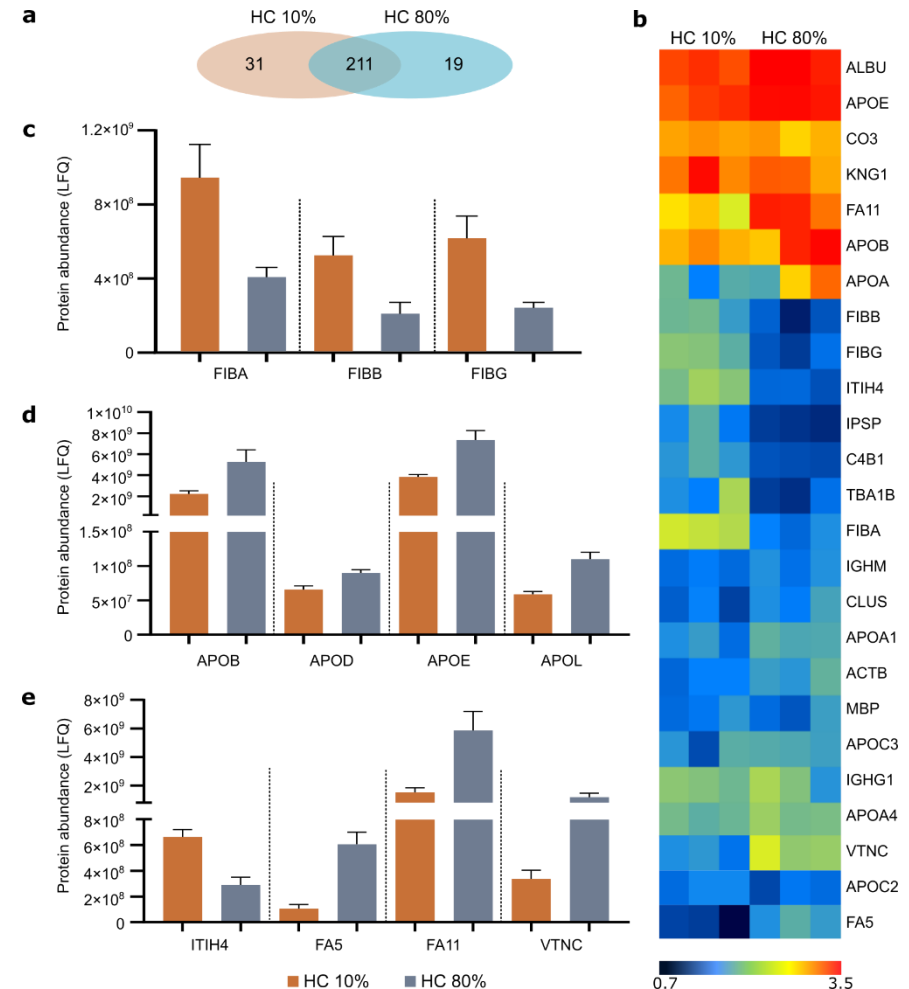 a
HC 10% HC 80%
31 211 19
b
HC 10% HC 80%
ALBU
APOE
CO3
KNG1
FA11
APOB
APOA
FIBB
FIBG
ITIH4
IPSP
C4B1
TBA1B
FIBA
IGHM
CLUS
APOA1
ACTB
MBP
APOC3
IGHG1
APOA4
VTNC
APOC2
FA5
0.7 3.5
c
Protein abundance (LFQ)
1.2×10⁹
8×10⁸
4×10⁸
0
FIBA FIBB FIBG
d
Protein abundance (LFQ)
1×10¹⁰
8×10⁹
6×10⁹
4×10⁹
2×10⁹
1.5×10⁸
1×10⁸
5×10⁷
0
APOB APOD APOE APOL
e
Protein abundance (LFQ)
8×10⁹
6×10⁹
4×10⁹
2×10⁹
8×10⁸
6×10⁸
4×10⁸
2×10⁸
0
ITIH4 FA5 FA11 VTNC
HC 10% HC 80%